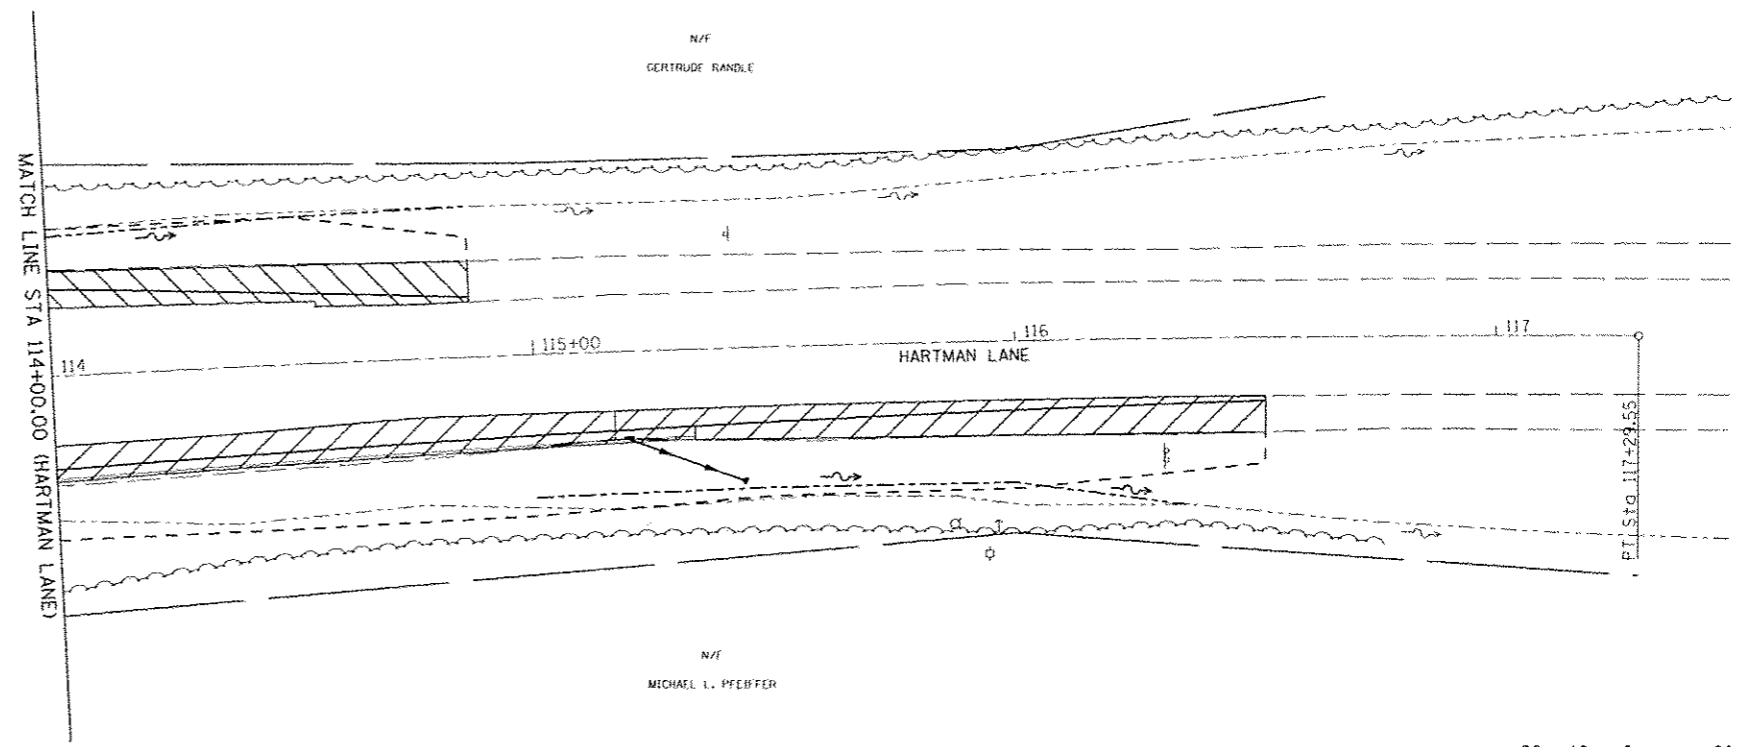 N/F
GERTRUDE RANDLE
MATCH LINE STA 114+00.00 (HARTMAN LANE)
114
115+00
116
117
HARTMAN LANE
PT Sta 117+29.55
N/F
MICHAEL L. PFEIFFER